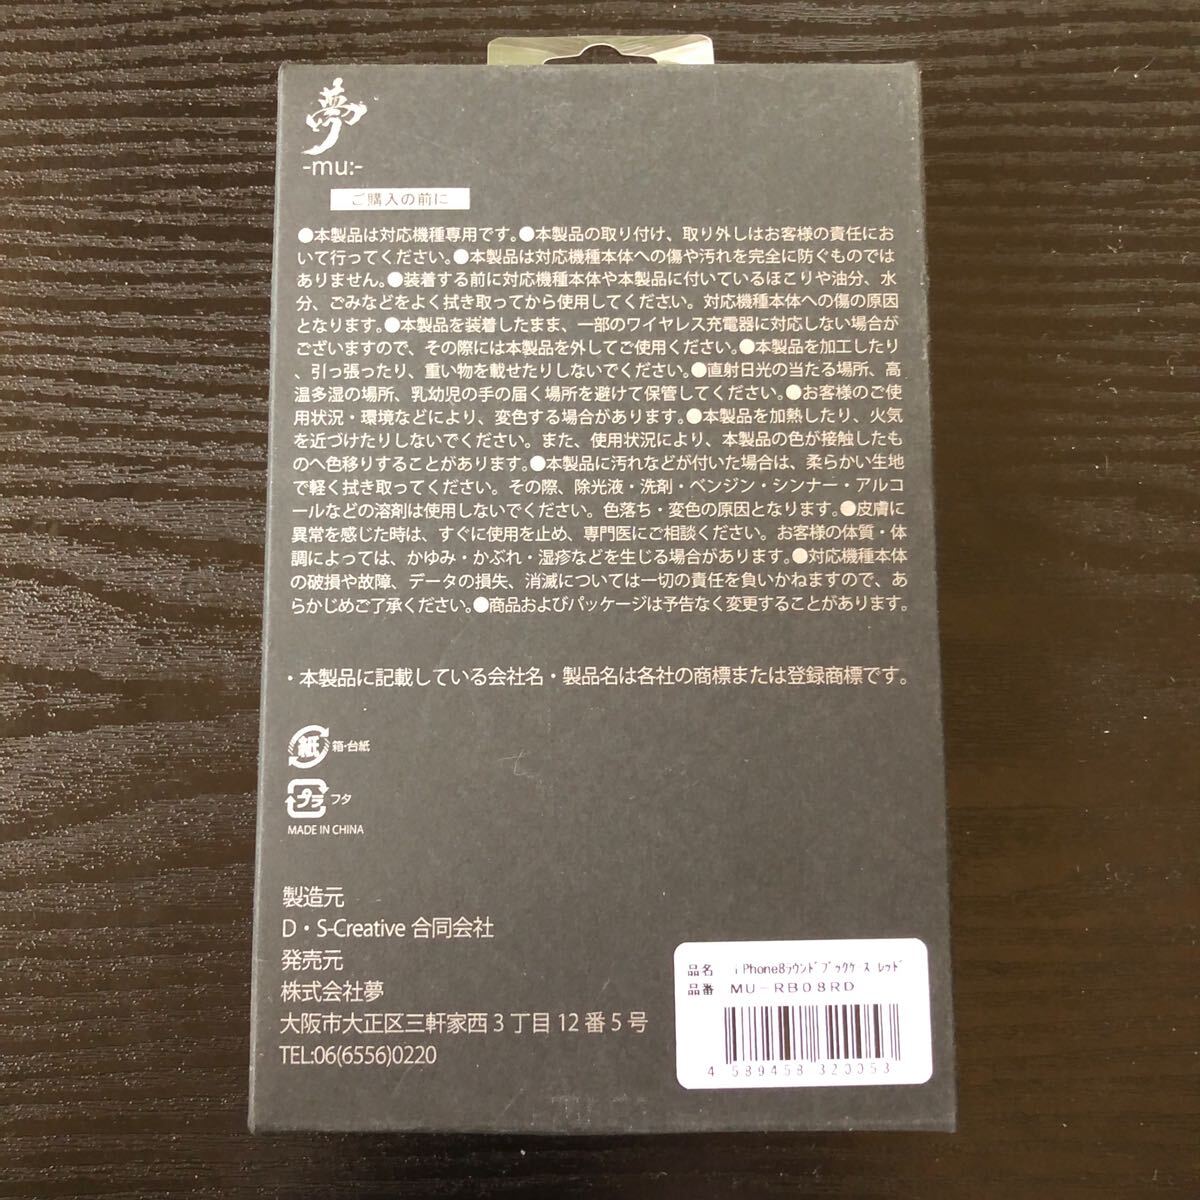 夢
-mu:-
ご購入の前に
●本製品は対応機種専用です。●本製品の取り付け、取り外しはお客様の責任にお
いて行ってください。●本製品は対応機種本体への傷や汚れを完全に防ぐものでは
ありません。●装着する前に対応機種本体や本製品に付いているほこりや油分、水
分、ごみなどをよく拭き取ってから使用してください。対応機種本体への傷の原因
となります。●本製品を装着したまま、一部のワイヤレス充電器に対応しない場合が
ございますので、その際には本製品を外してご使用ください。●本製品を加工したり
、引っ張ったり、重い物を載せたりしないでください。●直射日光の当たる場所、高
温多湿の場所、乳幼児の手の届く場所を避けて保管してください。●お客様のご使
用状況・環境などにより、変色する場合があります。●本製品を加熱したり、火気
を近づけたりしないでください。また、使用状況により、本製品の色が接触したも
のへ色移りすることがあります。●本製品に汚れなどが付いた場合は、柔らかい生地
で軽く拭き取ってください。その際、除光液・洗剤・ベンジン・シンナー・アルコ
ールなどの溶剤は使用しないでください。色落ち・変色の原因となります。●皮膚に
異常を感じた時は、すぐに使用を止め、専門医にご相談ください。お客様の体質・体
調によっては、かゆみ・かぶれ・湿疹などを生じる場合があります。●対応機種本体
の破損や故障、データの損失、消滅については一切の責任を負いかねますので、あ
らかじめご了承ください。●商品およびパッケージは予告なく変更することがあります。
・本製品に記載している会社名・製品名は各社の商標または登録商標です。
紙 箱・台紙
プラ フタ
MADE IN CHINA
製造元
D・S-Creative 合同会社
発売元
株式会社夢
大阪市大正区三軒家西3丁目12番5号
TEL:06(6556)0220
品名 iPhone8ﾗｳﾝﾄﾞﾌﾞｯｸｹｰｽ ﾚｯﾄﾞ
品番 MU-RB08RD
4 589458 320053